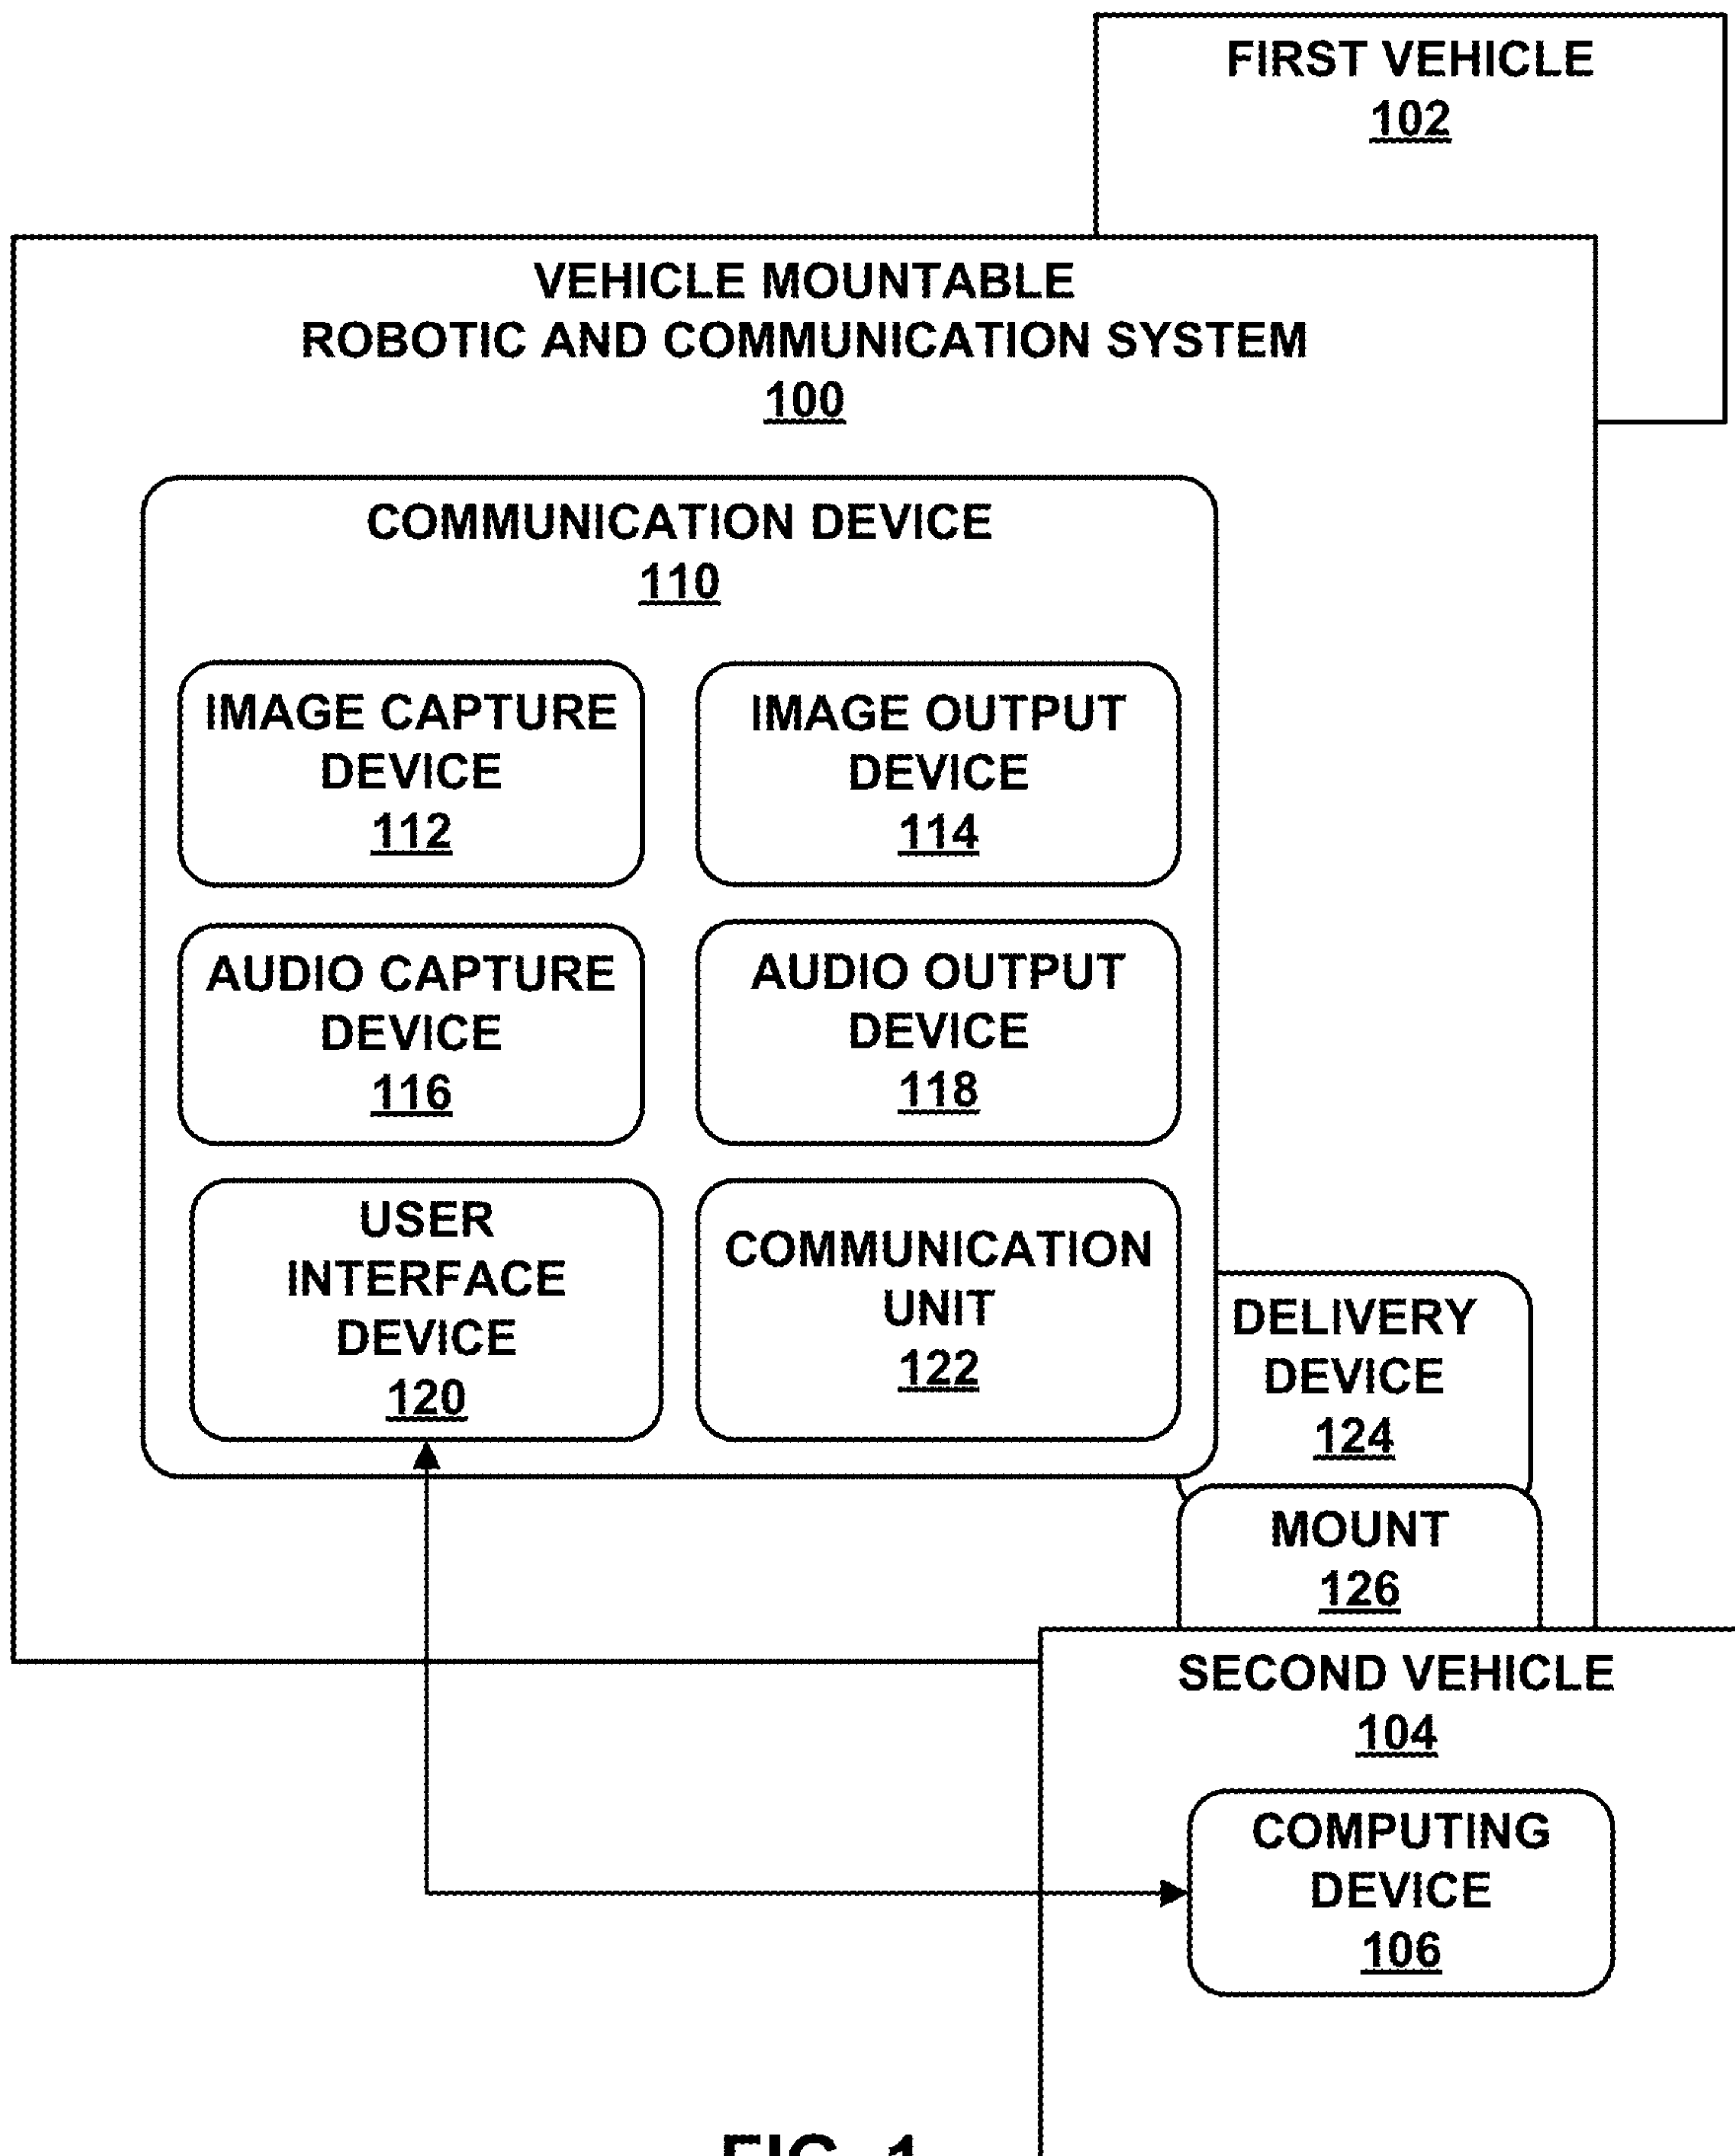 FIRST VEHICLE
102
VEHICLE MOUNTABLE
ROBOTIC AND COMMUNICATION SYSTEM
100
COMMUNICATION DEVICE
110
IMAGE CAPTURE
DEVICE
112
IMAGE OUTPUT
DEVICE
114
AUDIO CAPTURE
DEVICE
116
AUDIO OUTPUT
DEVICE
118
USER
INTERFACE
DEVICE
120
COMMUNICATION
UNIT
122
DELIVERY
DEVICE
124
MOUNT
126
SECOND VEHICLE
104
COMPUTING
DEVICE
106
FIG. 1